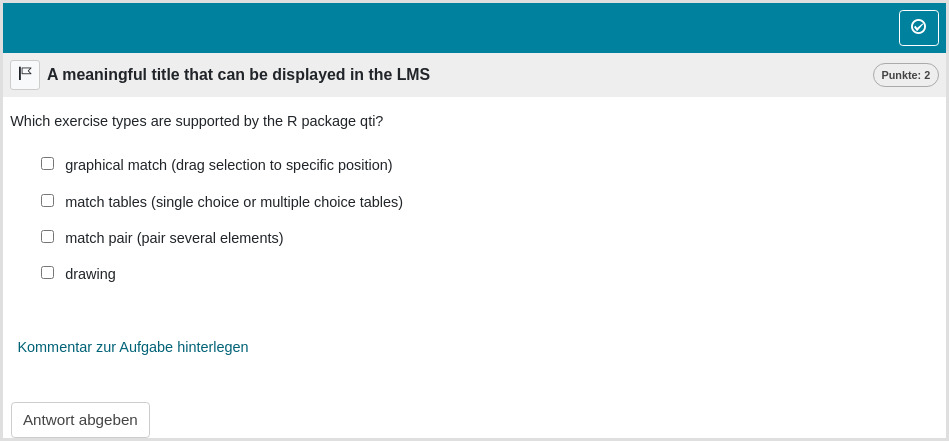 A meaningful title that can be displayed in the LMS
Punkte: 2
Which exercise types are supported by the R package qti?
graphical match (drag selection to specific position)
match tables (single choice or multiple choice tables)
match pair (pair several elements)
drawing
Kommentar zur Aufgabe hinterlegen
Antwort abgeben